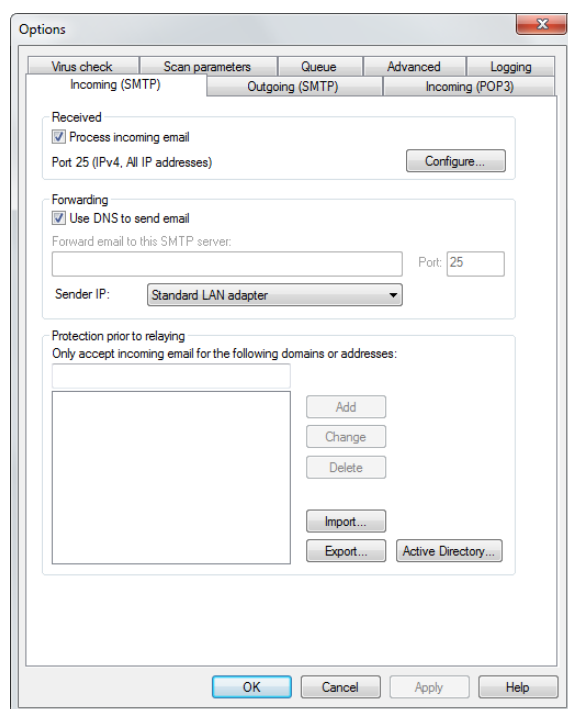 Options
Virus check Scan parameters Queue Advanced Logging
Incoming (SMTP) Outgoing (SMTP) Incoming (POP3)
Received
Process incoming email
Port 25 (IPv4, All IP addresses) Configure...
Forwarding
Use DNS to send email
Forward email to this SMTP server:
Port: 25
Sender IP: Standard LAN adapter
Protection prior to relaying
Only accept incoming email for the following domains or addresses:
Add
Change
Delete
Import...
Export... Active Directory...
OK Cancel Apply Help